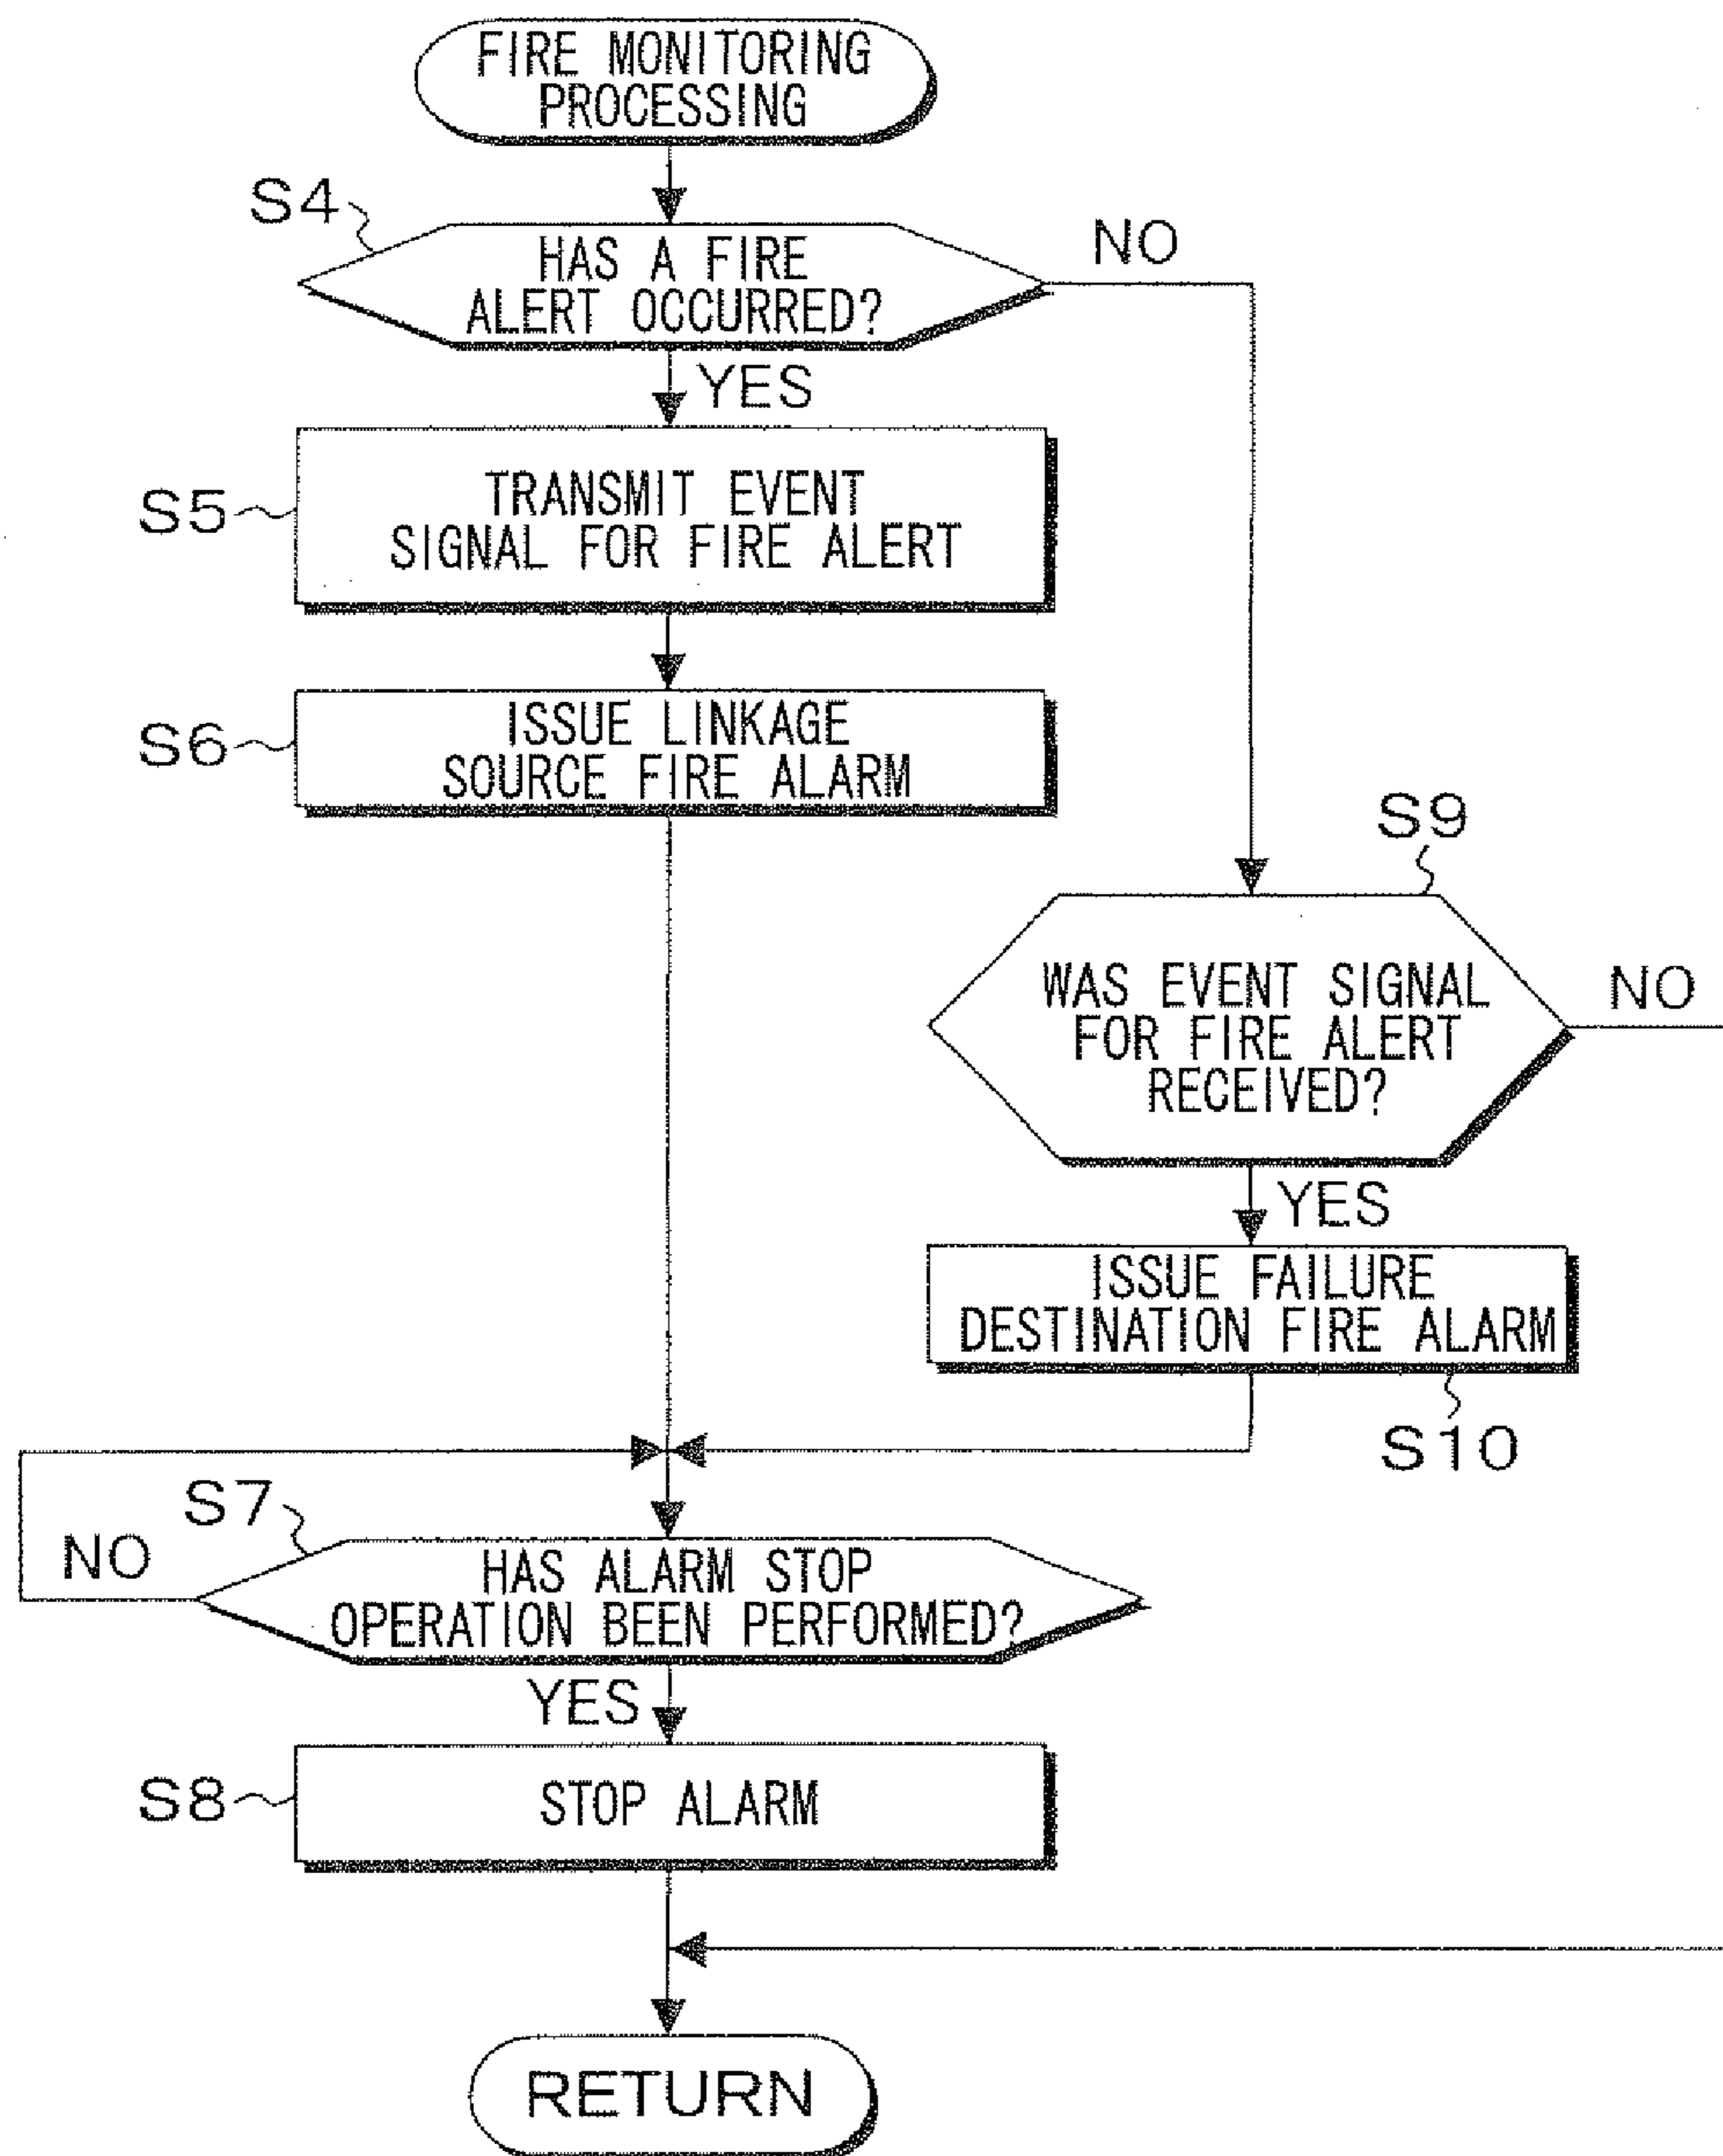 FIRE MONITORING
PROCESSING
S4
HAS A FIRE
ALERT OCCURRED?
NO
YES
S5
TRANSMIT EVENT
SIGNAL FOR FIRE ALERT
S6
ISSUE LINKAGE
SOURCE FIRE ALARM
S9
WAS EVENT SIGNAL
FOR FIRE ALERT
RECEIVED?
NO
YES
ISSUE FAILURE
DESTINATION FIRE ALARM
S10
S7
NO
HAS ALARM STOP
OPERATION BEEN PERFORMED?
YES
S8
STOP ALARM
RETURN